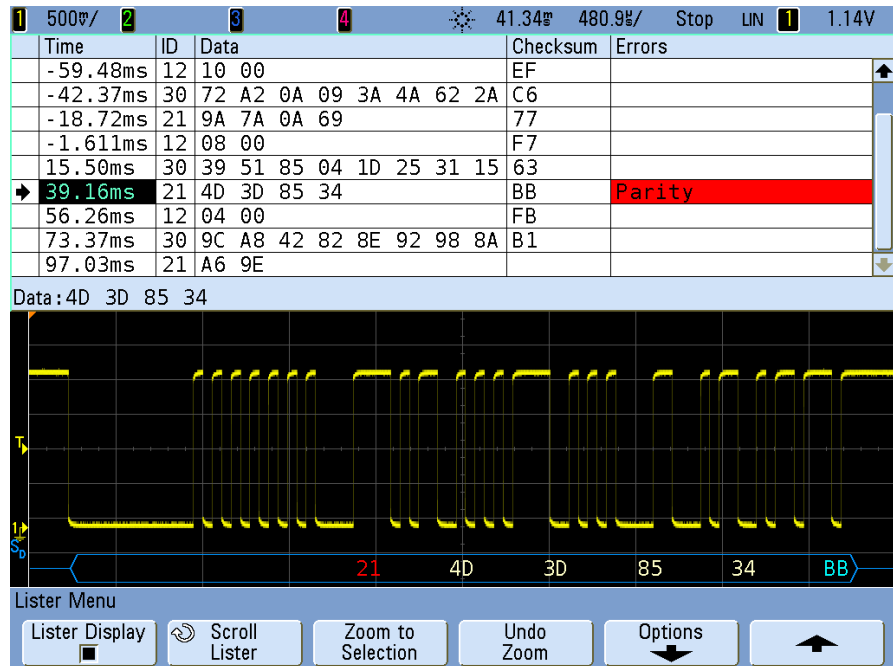 1 500mV/ 2 3 4 41.34ms 480.9us/ Stop LIN 1 1.14V
Time ID Data Checksum Errors
-59.48ms 12 10 00 EF
-42.37ms 30 72 A2 0A 09 3A 4A 62 2A C6
-18.72ms 21 9A 7A 0A 69 77
-1.611ms 12 08 00 F7
15.50ms 30 39 51 85 04 1D 25 31 15 63
39.16ms 21 4D 3D 85 34 BB Parity
56.26ms 12 04 00 FB
73.37ms 30 9C A8 42 82 8E 92 98 8A B1
97.03ms 21 A6 9E
Data:4D 3D 85 34
T
1
SD
21 4D 3D 85 34 BB
Lister Menu
Lister Display
Scroll Lister
Zoom to Selection
Undo Zoom
Options